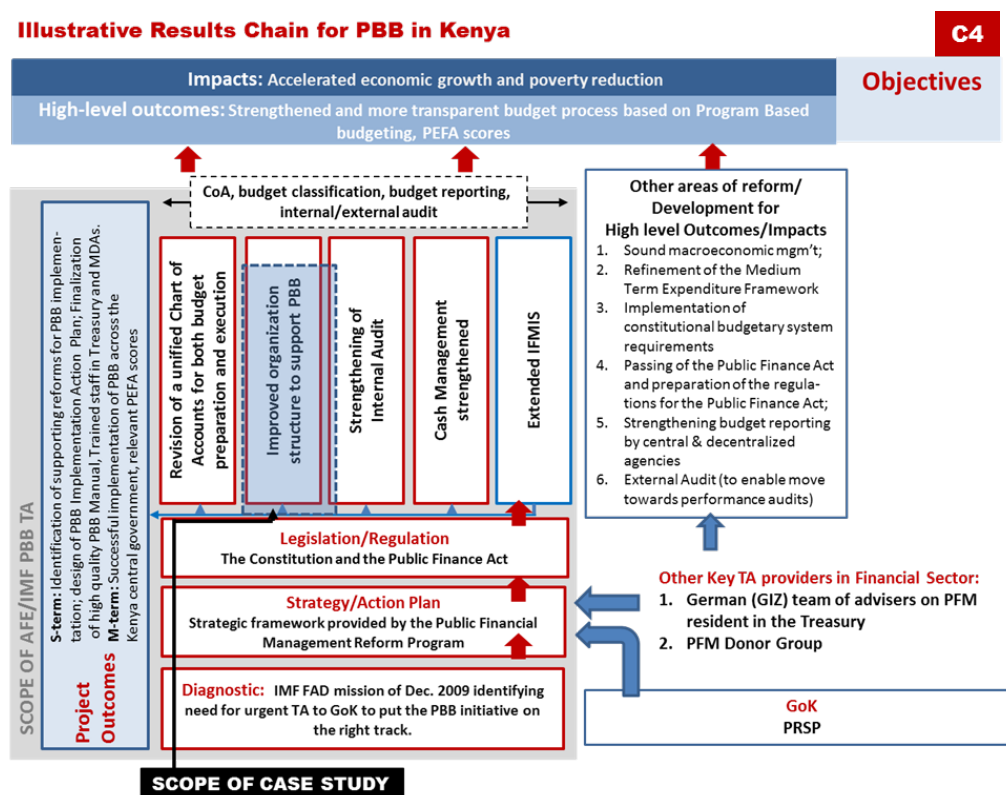 Illustrative Results Chain for PBB in Kenya
C4
Impacts: Accelerated economic growth and poverty reduction
Objectives
High-level outcomes: Strengthened and more transparent budget process based on Program Based
budgeting, PEFA scores
SCOPE OF AFE/IMF PBB TA
Project
Outcomes
S-term: Identification of supporting reforms for PBB implemen-
tation; design of PBB Implementation Action Plan; Finalization
of high quality PBB Manual, Trained staff in Treasury and MDAs.
M-term: Successful implementation of PBB across the
Kenya central government, relevant PEFA scores
CoA, budget classification, budget reporting,
internal/external audit
Revision of a unified Chart of
Accounts for both budget
preparation and execution
Improved organization
structure to support PBB
Strengthening of
Internal Audit
Cash Management
strengthened
Extended IFMIS
Legislation/Regulation
The Constitution and the Public Finance Act
Strategy/Action Plan
Strategic framework provided by the Public Financial
Management Reform Program
Diagnostic: IMF FAD mission of Dec. 2009 identifying
need for urgent TA to GoK to put the PBB initiative on
the right track.
SCOPE OF CASE STUDY
Other areas of reform/
Development for
High level Outcomes/Impacts
1. Sound macroeconomic mgm't;
2. Refinement of the Medium
Term Expenditure Framework
3. Implementation of
constitutional budgetary system
requirements
4. Passing of the Public Finance Act
and preparation of the regula-
tions for the Public Finance Act;
5. Strengthening budget reporting
by central & decentralized
agencies
6. External Audit (to enable move
towards performance audits)
Other Key TA providers in Financial Sector:
1. German (GIZ) team of advisers on PFM
resident in the Treasury
2. PFM Donor Group
GoK
PRSP